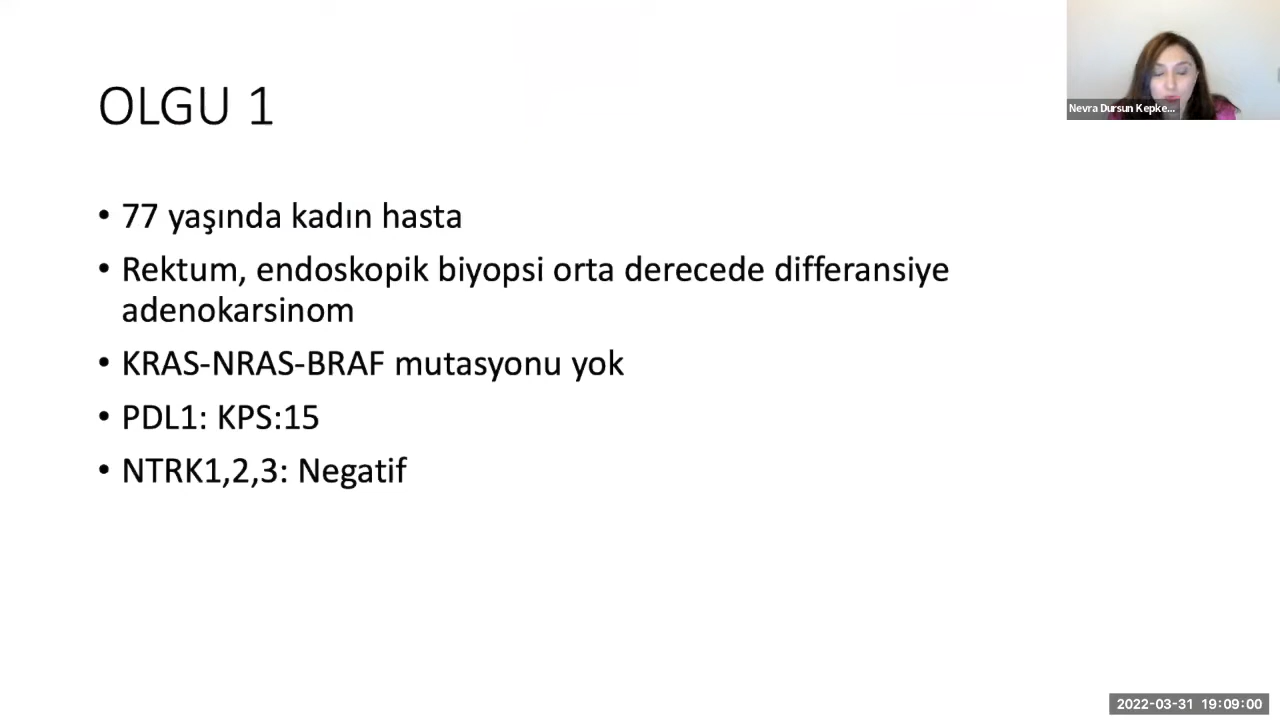 OLGU 1
Nevra Dursun Kepke...
• 77 yaşında kadın hasta
• Rektum, endoskopik biyopsi orta derecede differansiye
adenokarsinom
• KRAS-NRAS-BRAF mutasyonu yok
• PDL1: KPS:15
• NTRK1,2,3: Negatif
2022-03-31 19:09:00